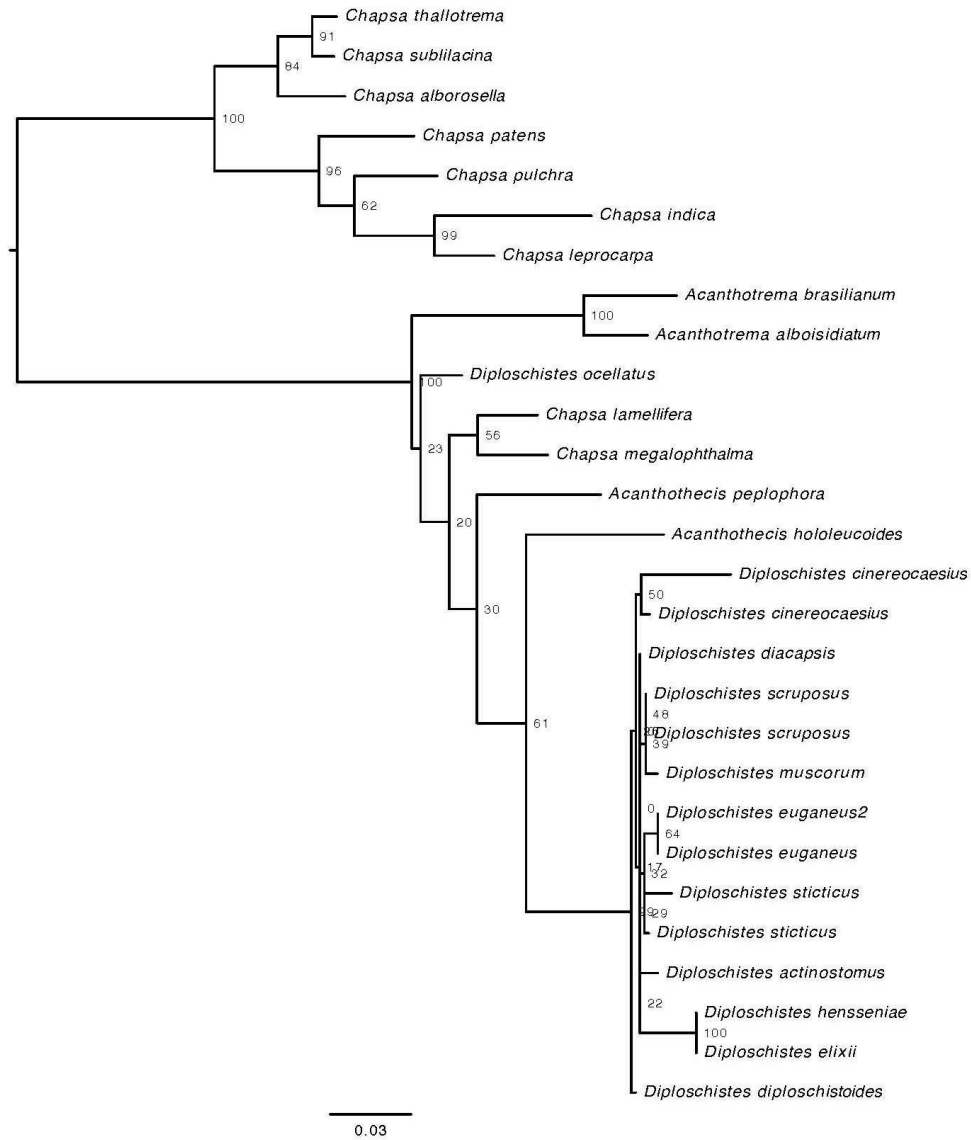 Chapsa thallotrema
91
Chapsa sublilacina
84
Chapsa alborosella
100
Chapsa patens
96
Chapsa pulchra
62
Chapsa indica
99
Chapsa leprocarpa
Acanthotrema brasilianum
100
Acanthotrema alboisidiatum
Diploschistes ocellatus
100
Chapsa lamellifera
56
23
Chapsa megalophthalma
Acanthothecis peplophora
20
Acanthothecis hololeucoides
Diploschistes cinereocaesius
50
30
Diploschistes cinereocaesius
Diploschistes diacapsis
Diploschistes scruposus
48
61
Diploschistes scruposus
39
Diploschistes muscorum
0
Diploschistes euganeus2
64
Diploschistes euganeus
17
32
Diploschistes sticticus
29
Diploschistes sticticus
Diploschistes actinostomus
22
Diploschistes hensseniae
100
Diploschistes elixii
Diploschistes diploschistoides
0.03